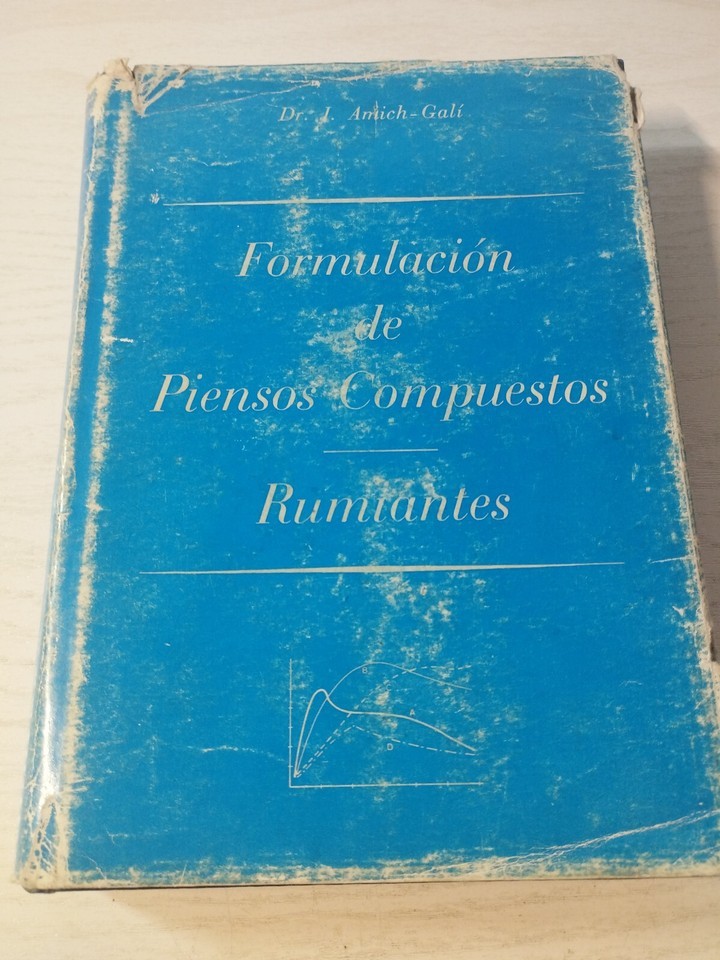 Dr. J. Amich-Galí
Formulación
de
Piensos Compuestos
Rumiantes
A
D